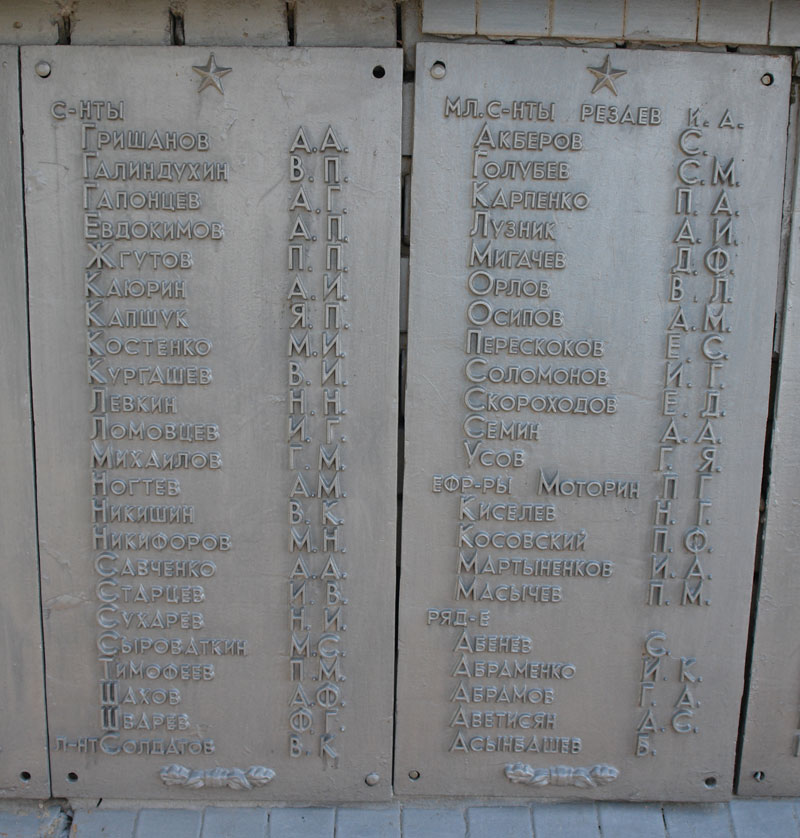 С-НТЫ
ГРИШАНОВ А. А.
ГАЛИНДУХИН В. П.
ГАПОНЦЕВ А. Г.
ЕВДОКИМОВ А. П.
ЖГУТОВ П. П.
КАЮРИН А. И.
КАПШУК Я. П.
КОСТЕНКО М. И.
КУРГАШЕВ В. И.
ЛЕВКИН Н. Н.
ЛОМОВЦЕВ И. Г.
МИХАИЛОВ Г. М.
НОГТЕВ А. М.
НИКИШИН В. К.
НИКИФОРОВ М. Н.
САВЧЕНКО А. А.
СТАРЦЕВ И. В.
СУХАРЕВ Н. И.
СЫРОВАТКИН М. С.
ТИМОФЕЕВ П. М.
ШАХОВ А. Ф.
ШВАРЕВ Ф. Г.
Л-НТ СОЛДАТОВ В. К
МЛ. С-НТЫ РЕЗАЕВ И. А.
АКБЕРОВ С.
ГОЛУБЕВ С. М.
КАРПЕНКО П. А.
ЛУЗНИК А. И.
МИГАЧЕВ Д. Ф.
ОРЛОВ В. Л.
ОСИПОВ А. М.
ПЕРЕСКОКОВ Е. С.
СОЛОМОНОВ И. Г.
СКОРОХОДОВ Е. Д.
СЕМИН А. А.
УСОВ Г. Я.
ЕФР-РЫ МОТОРИН П Г
КИСЕЛЕВ Н. Г.
КОСОВСКИЙ П. Ф.
МАРТЫНЕНКОВ И. А.
МАСЫЧЕВ П. М.
РЯД-Е
АБЕНЕВ С.
АБРАМЕНКО И. К.
АБРАМОВ Г. А.
АВЕТИСЯН А. С.
АСЫНБАШЕВ Б.